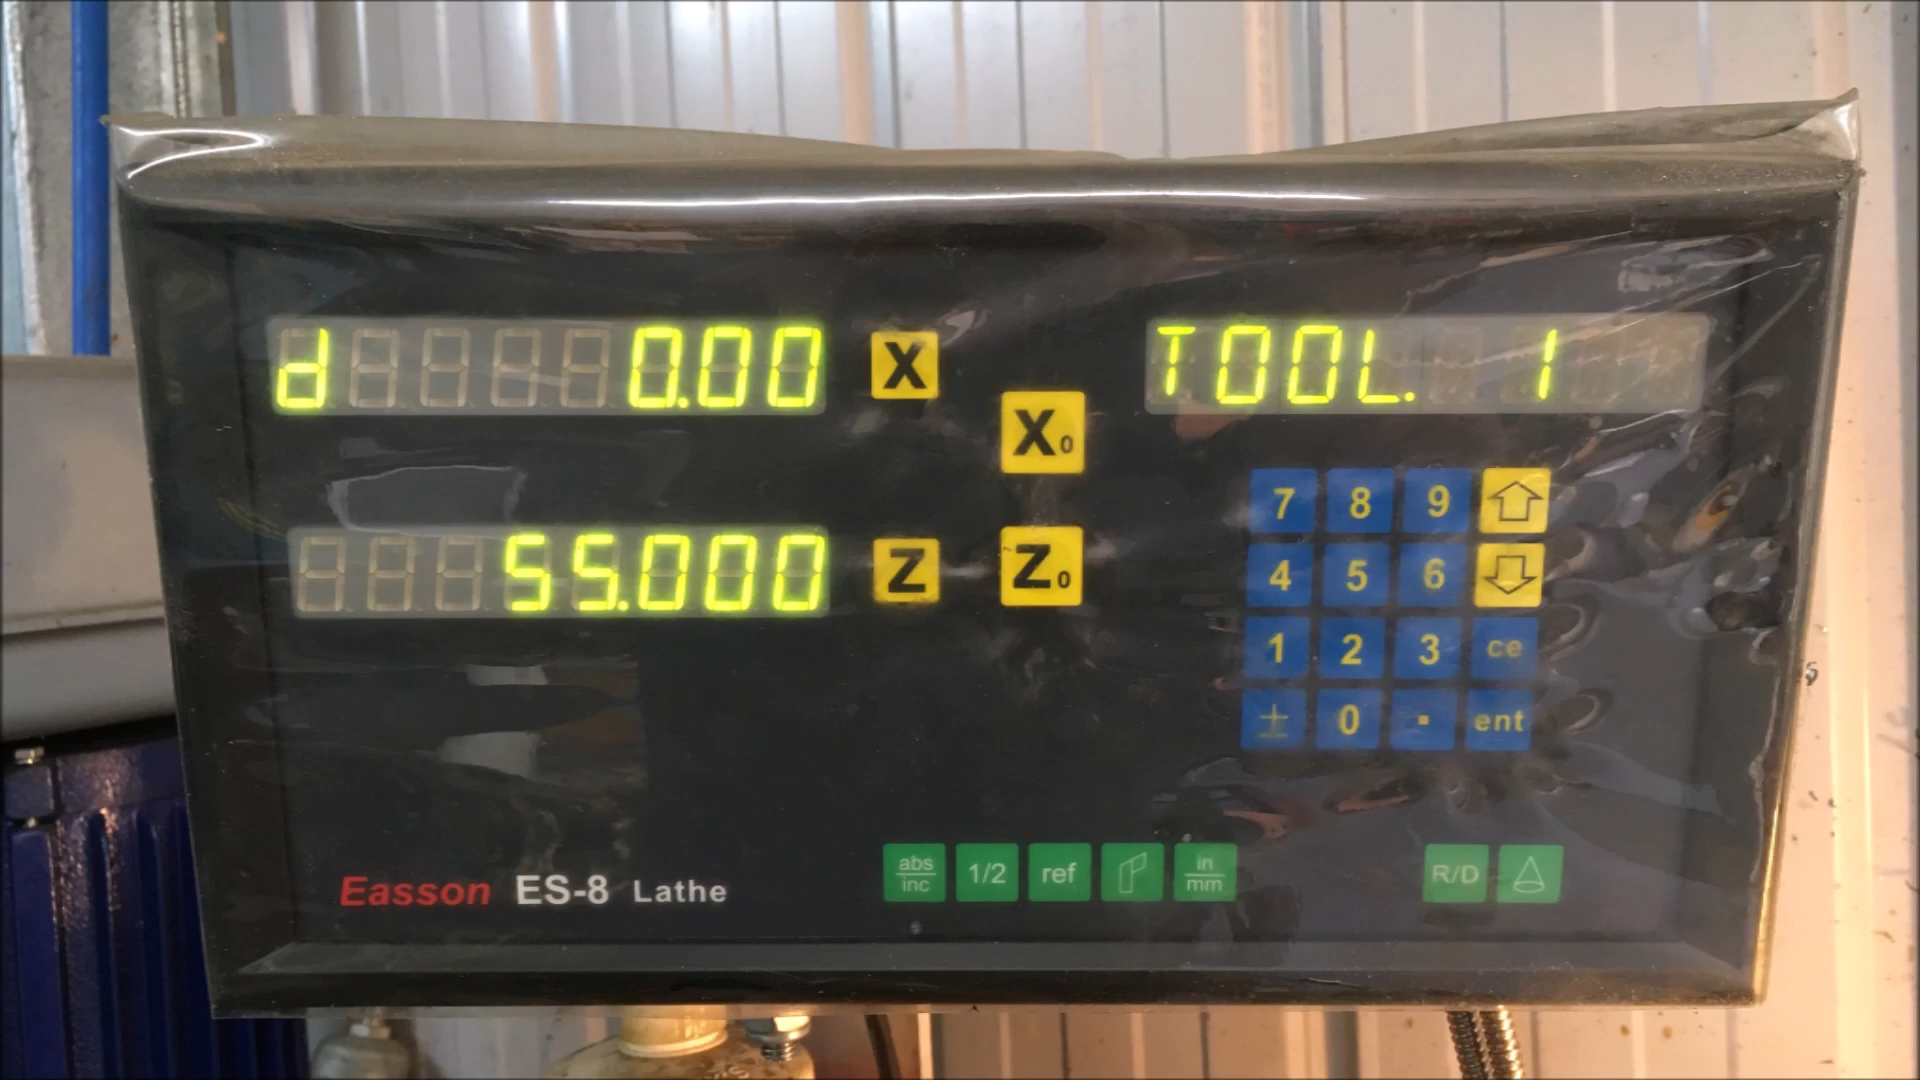 d 0.00 X TOOL. 1
X0
7 8 9
55.000 Z Z0
4 5 6
1 2 3 ce
± 0 . ent
Easson ES-8 Lathe
abs/inc 1/2 ref in/mm R/D